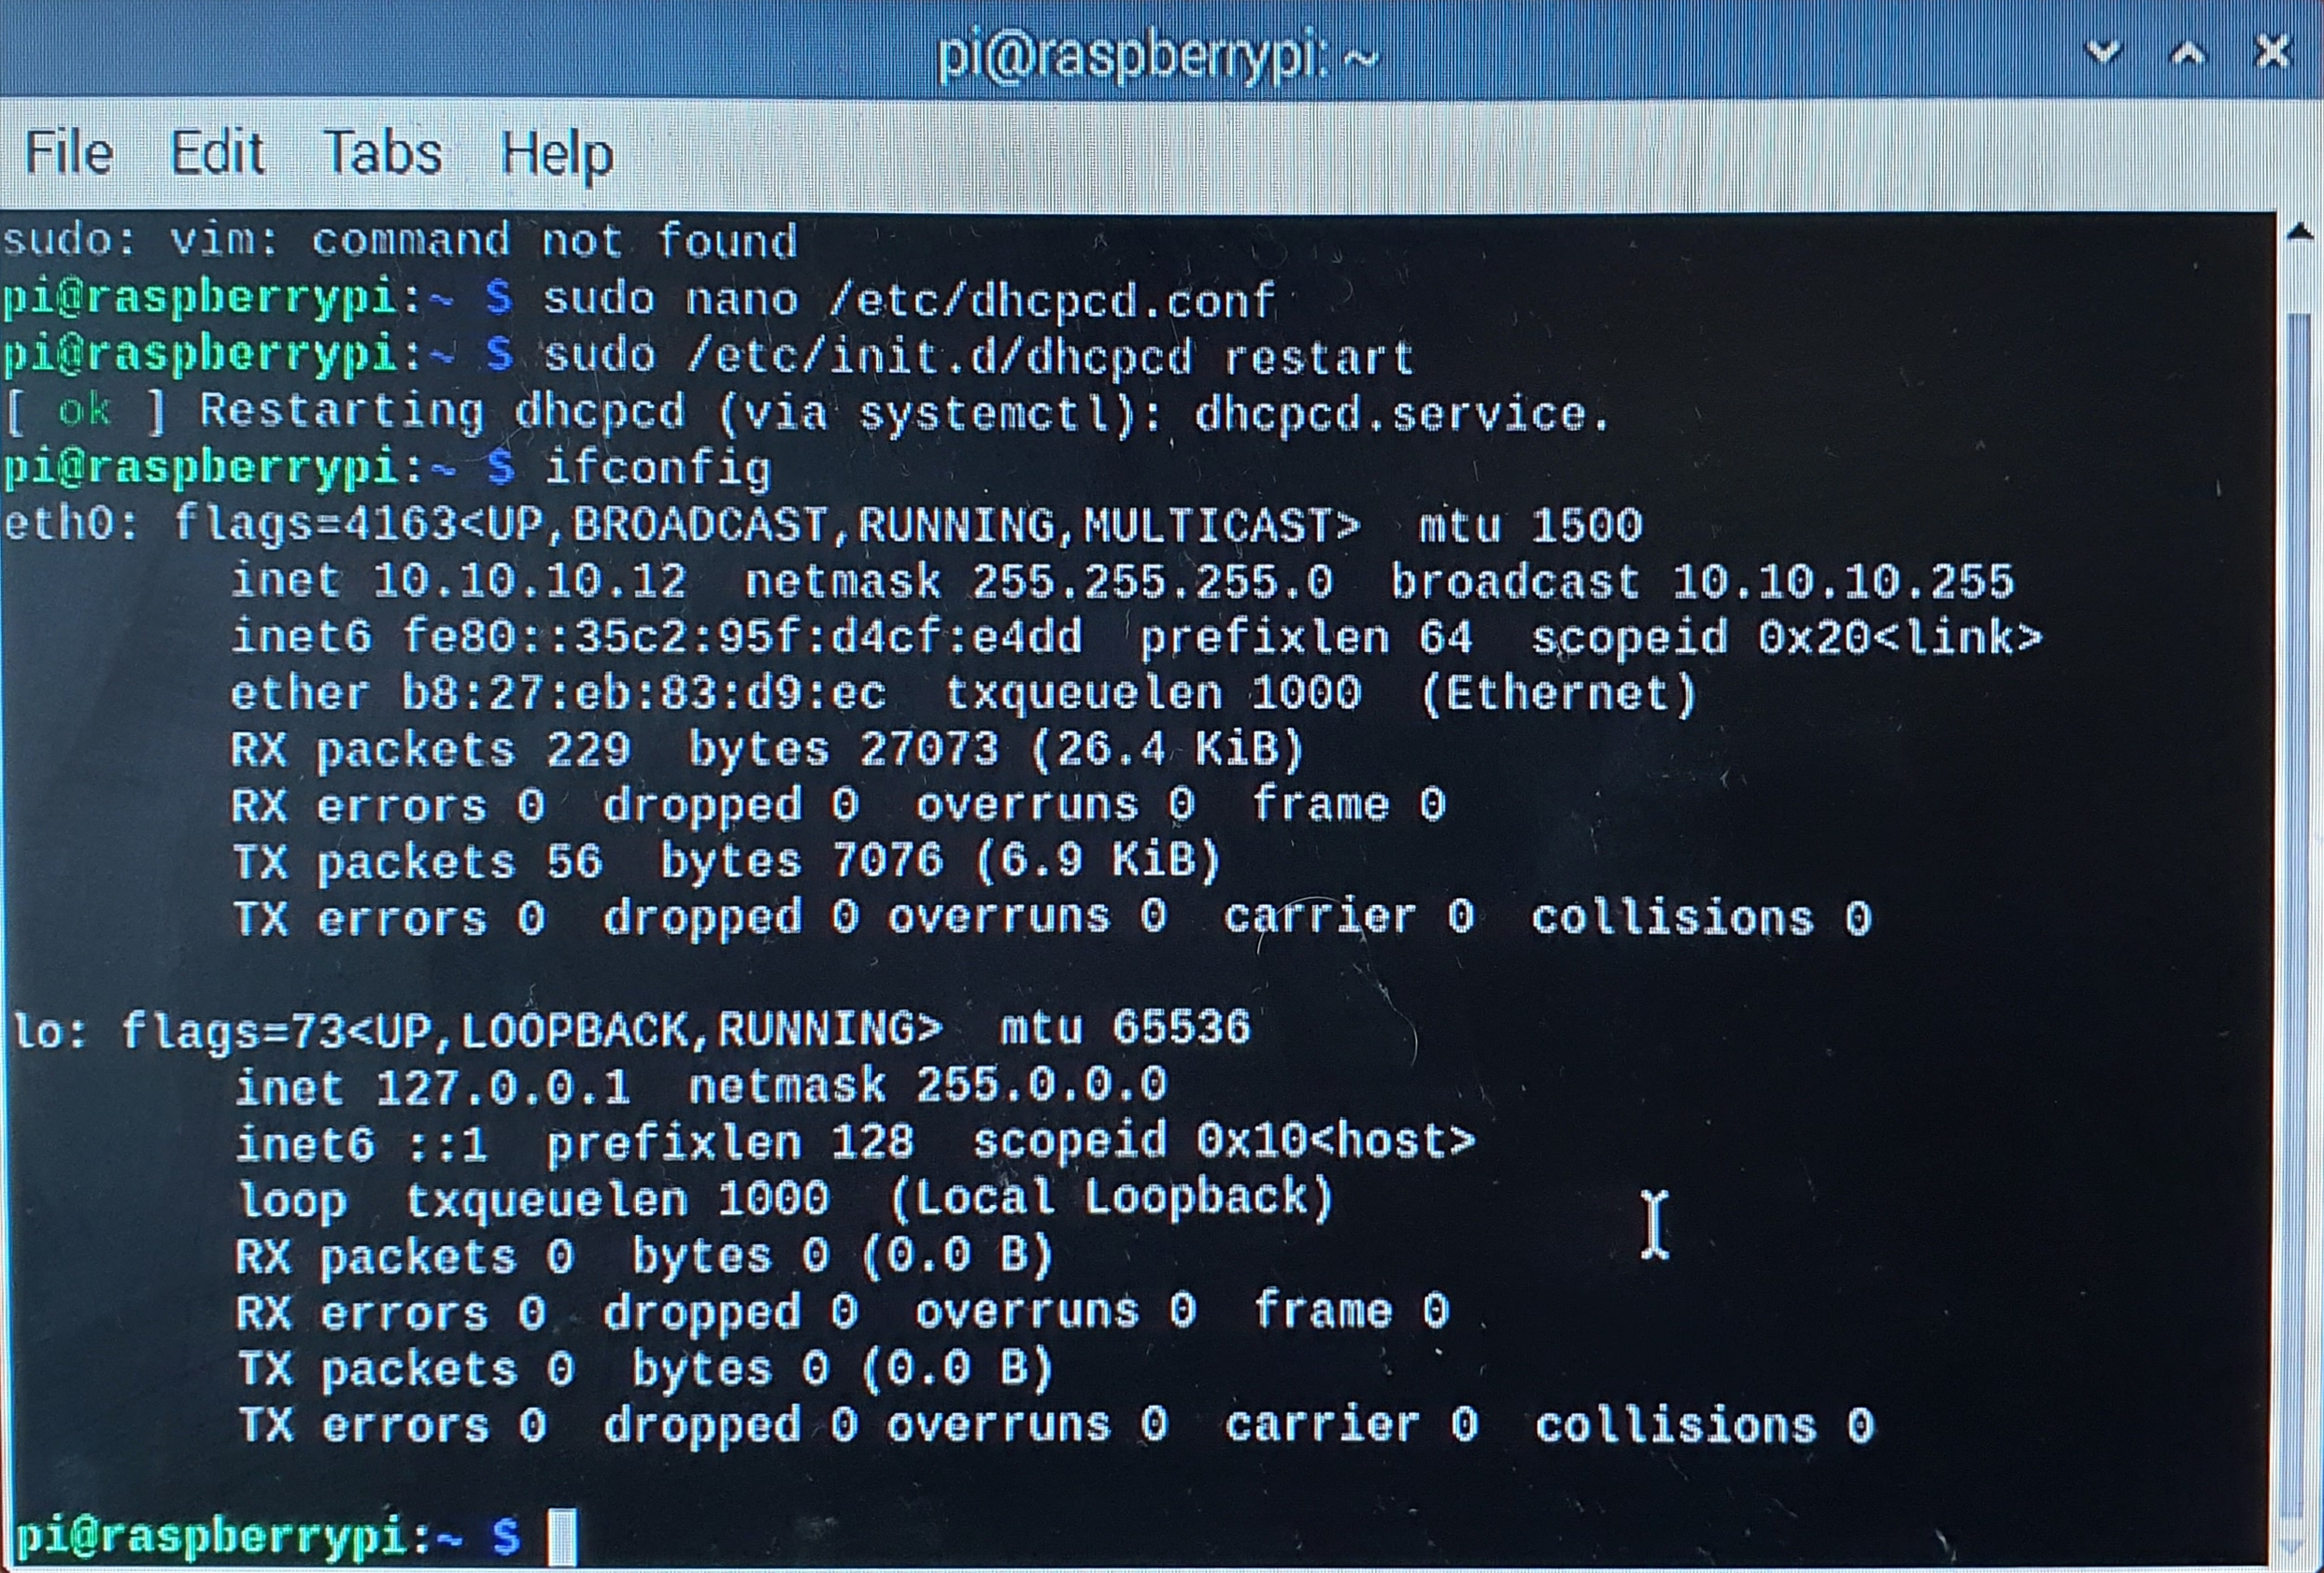 pi@raspberrypi: ~
File Edit Tabs Help
sudo: vim: command not found
pi@raspberrypi:~ $ sudo nano /etc/dhcpcd.conf
pi@raspberrypi:~ $ sudo /etc/init.d/dhcpcd restart
[ ok ] Restarting dhcpcd (via systemctl): dhcpcd.service.
pi@raspberrypi:~ $ ifconfig
eth0: flags=4163<UP,BROADCAST,RUNNING,MULTICAST>  mtu 1500
        inet 10.10.10.12  netmask 255.255.255.0  broadcast 10.10.10.255
        inet6 fe80::35c2:95f:d4cf:e4dd  prefixlen 64  scopeid 0x20<link>
        ether b8:27:eb:83:d9:ec  txqueuelen 1000  (Ethernet)
        RX packets 229  bytes 27073 (26.4 KiB)
        RX errors 0  dropped 0  overruns 0  frame 0
        TX packets 56  bytes 7076 (6.9 KiB)
        TX errors 0  dropped 0 overruns 0  carrier 0  collisions 0
lo: flags=73<UP,LOOPBACK,RUNNING>  mtu 65536
        inet 127.0.0.1  netmask 255.0.0.0
        inet6 ::1  prefixlen 128  scopeid 0x10<host>
        loop  txqueuelen 1000  (Local Loopback)
        RX packets 0  bytes 0 (0.0 B)
        RX errors 0  dropped 0  overruns 0  frame 0
        TX packets 0  bytes 0 (0.0 B)
        TX errors 0  dropped 0 overruns 0  carrier 0  collisions 0
pi@raspberrypi:~ $